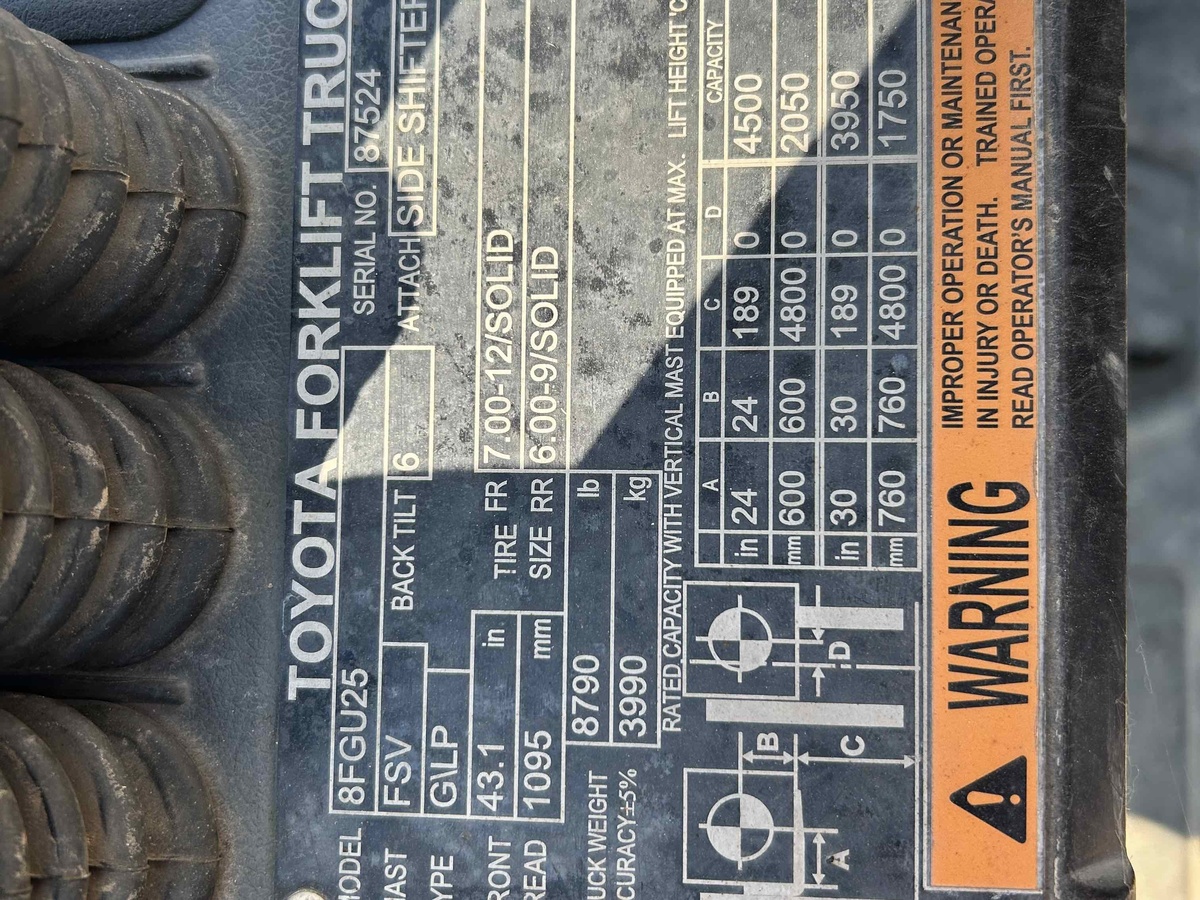 TOYOTA FORKLIFT TRUC
MODEL 8FGU25 SERIAL NO. 87524
MAST FSV BACK TILT 6 ATTACH SIDE SHIFTER
TYPE G\LP
FRONT 43.1 in TIRE FR 7.00-12/SOLID
TREAD 1095 mm SIZE RR 6.00-9/SOLID
UCK WEIGHT 8790 lb
CURACY±5% 3990 kg
RATED CAPACITY WITH VERTICAL MAST EQUIPPED AT MAX. LIFT HEIGHT "C
A B C D CAPACITY
in 24 24 189 0 4500
mm 600 600 4800 0 2050
in 30 30 189 0 3950
mm 760 760 4800 0 1750
A B C D
WARNING
IMPROPER OPERATION OR MAINTENAN
IN INJURY OR DEATH. TRAINED OPERA
READ OPERATOR'S MANUAL FIRST.